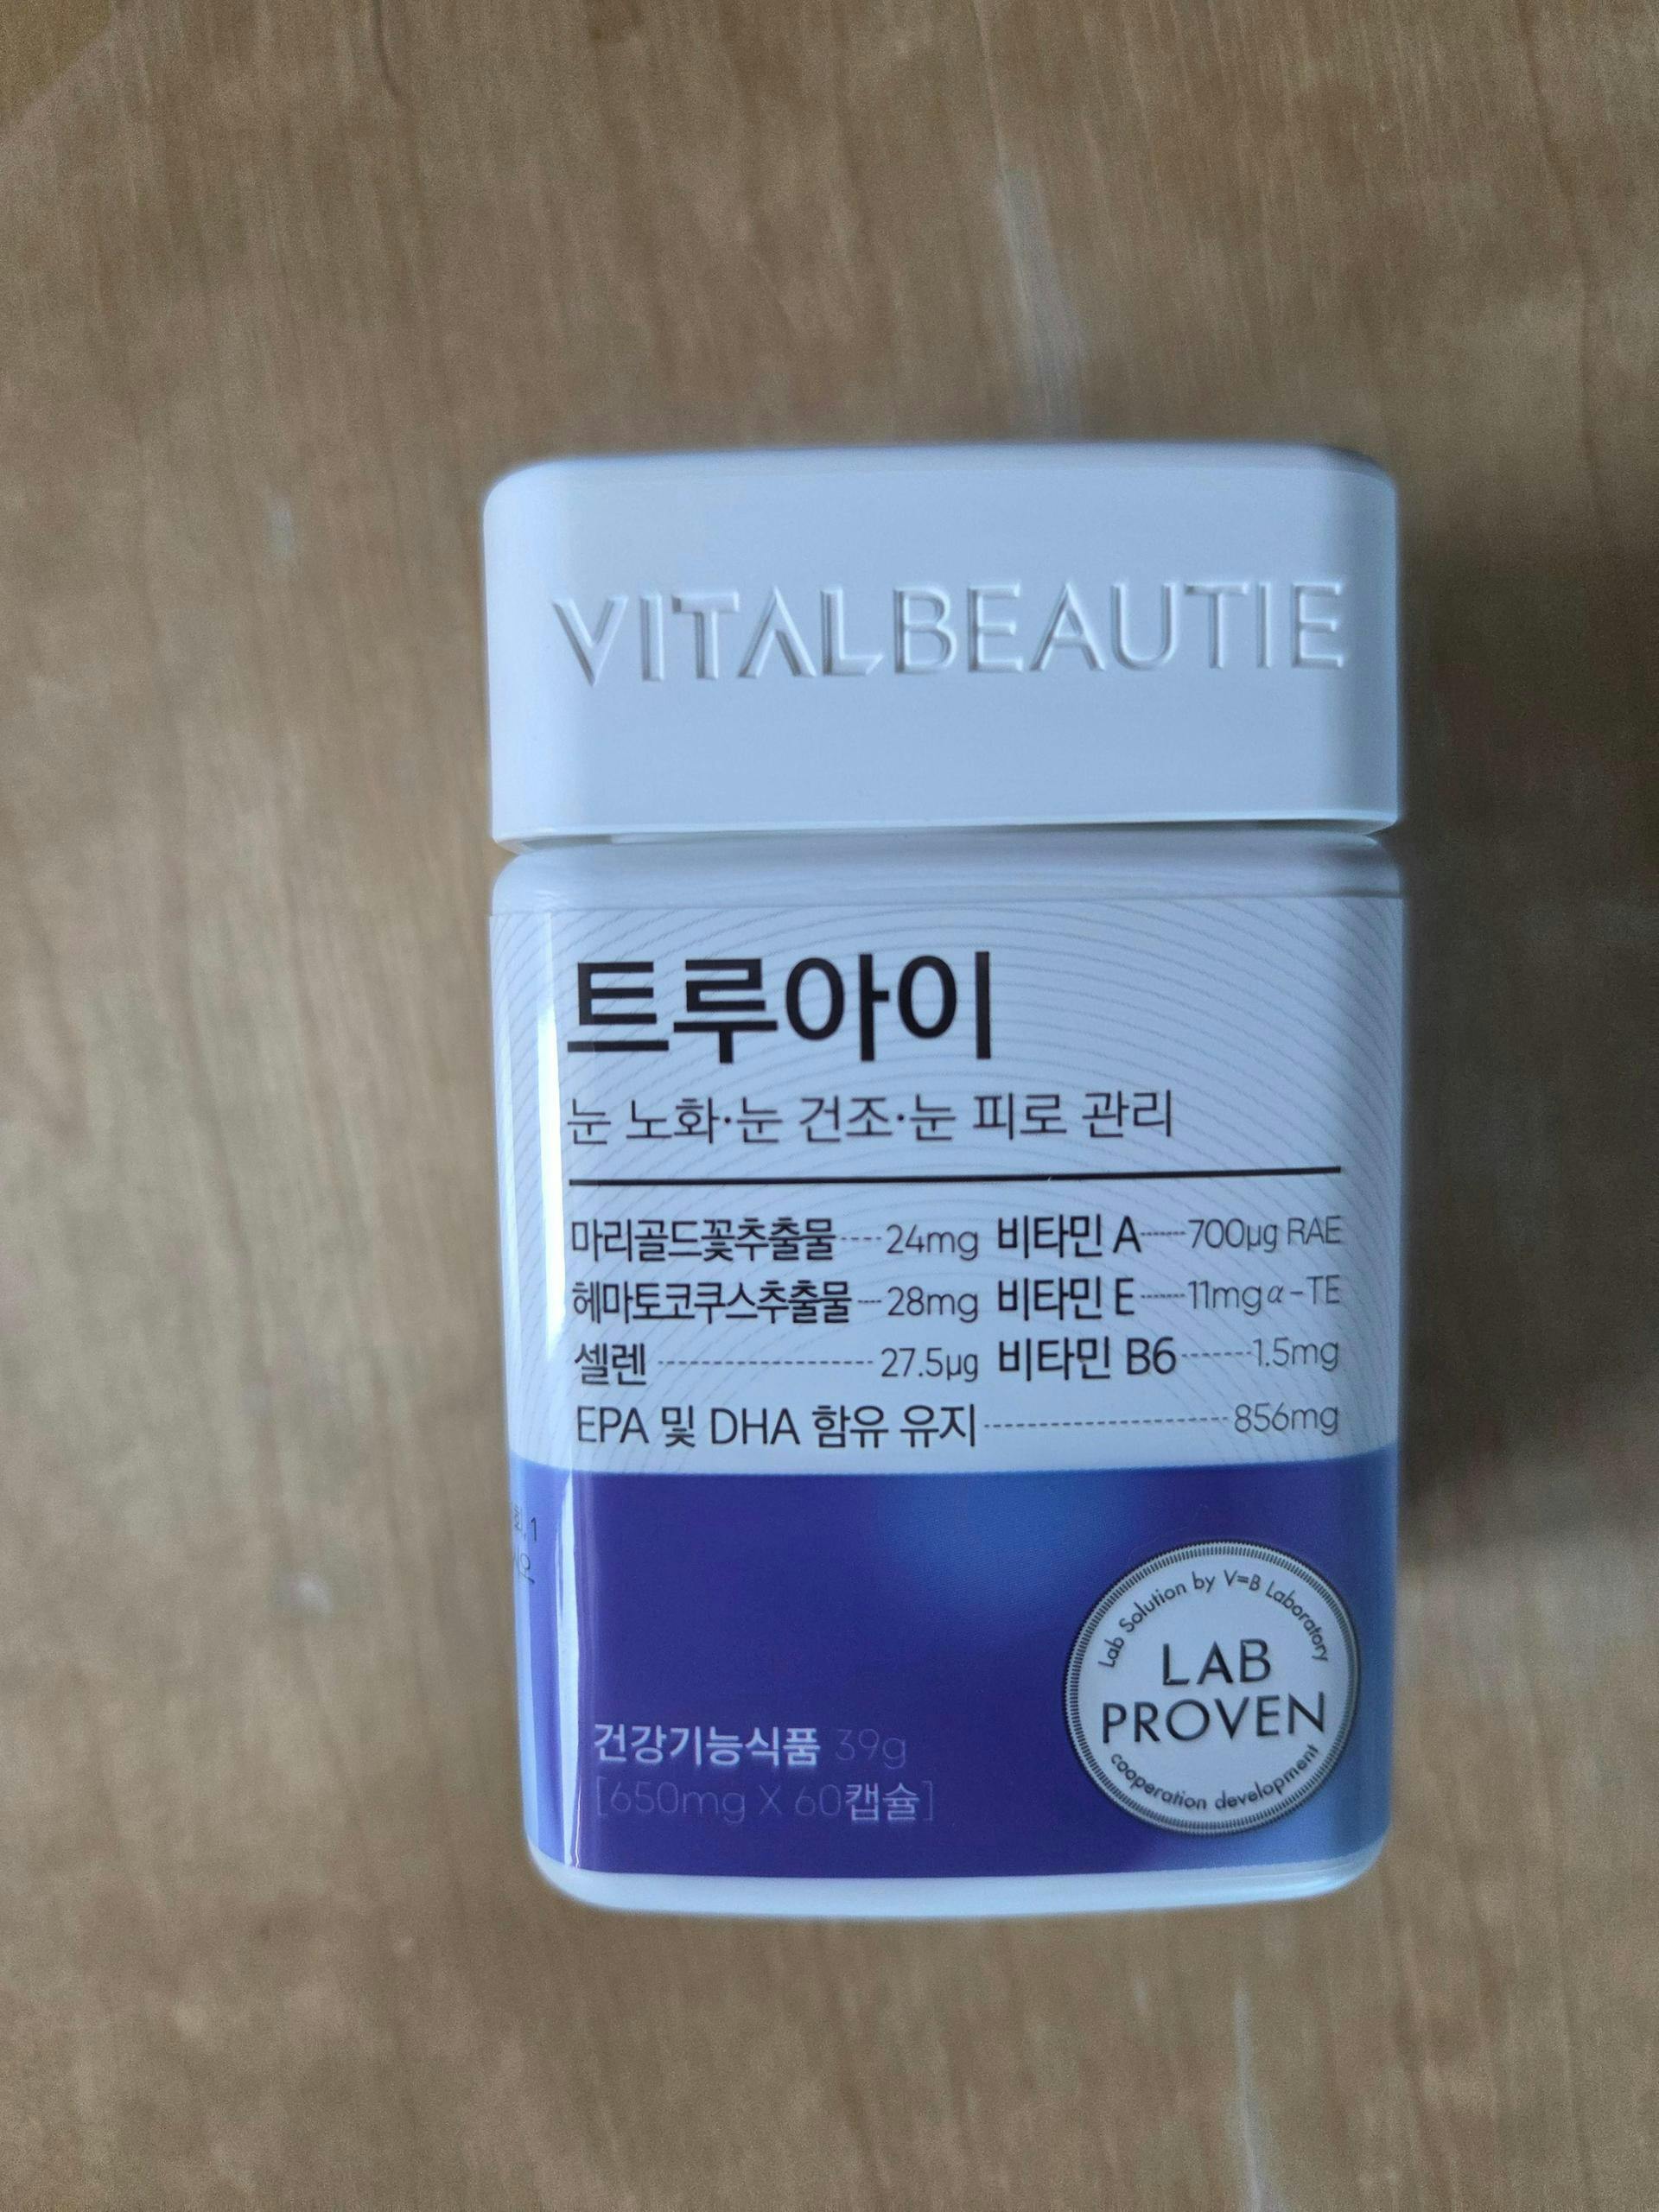 VITALBEAUTIE
트루아이
눈 노화·눈 건조·눈 피로 관리
마리골드꽃추출물 ---- 24mg 비타민 A ------ 700µg RAE
헤마토코쿠스추출물 --- 28mg 비타민 E ------ 11mg α-TE
셀렌 -------------------- 27.5µg 비타민 B6 ------- 1.5mg
EPA 및 DHA 함유 유지 ----------------------- 856mg
Lab Solution by V=B Laboratory
LAB
PROVEN
cooperation development
건강기능식품 39g
[650mg X 60캡슐]